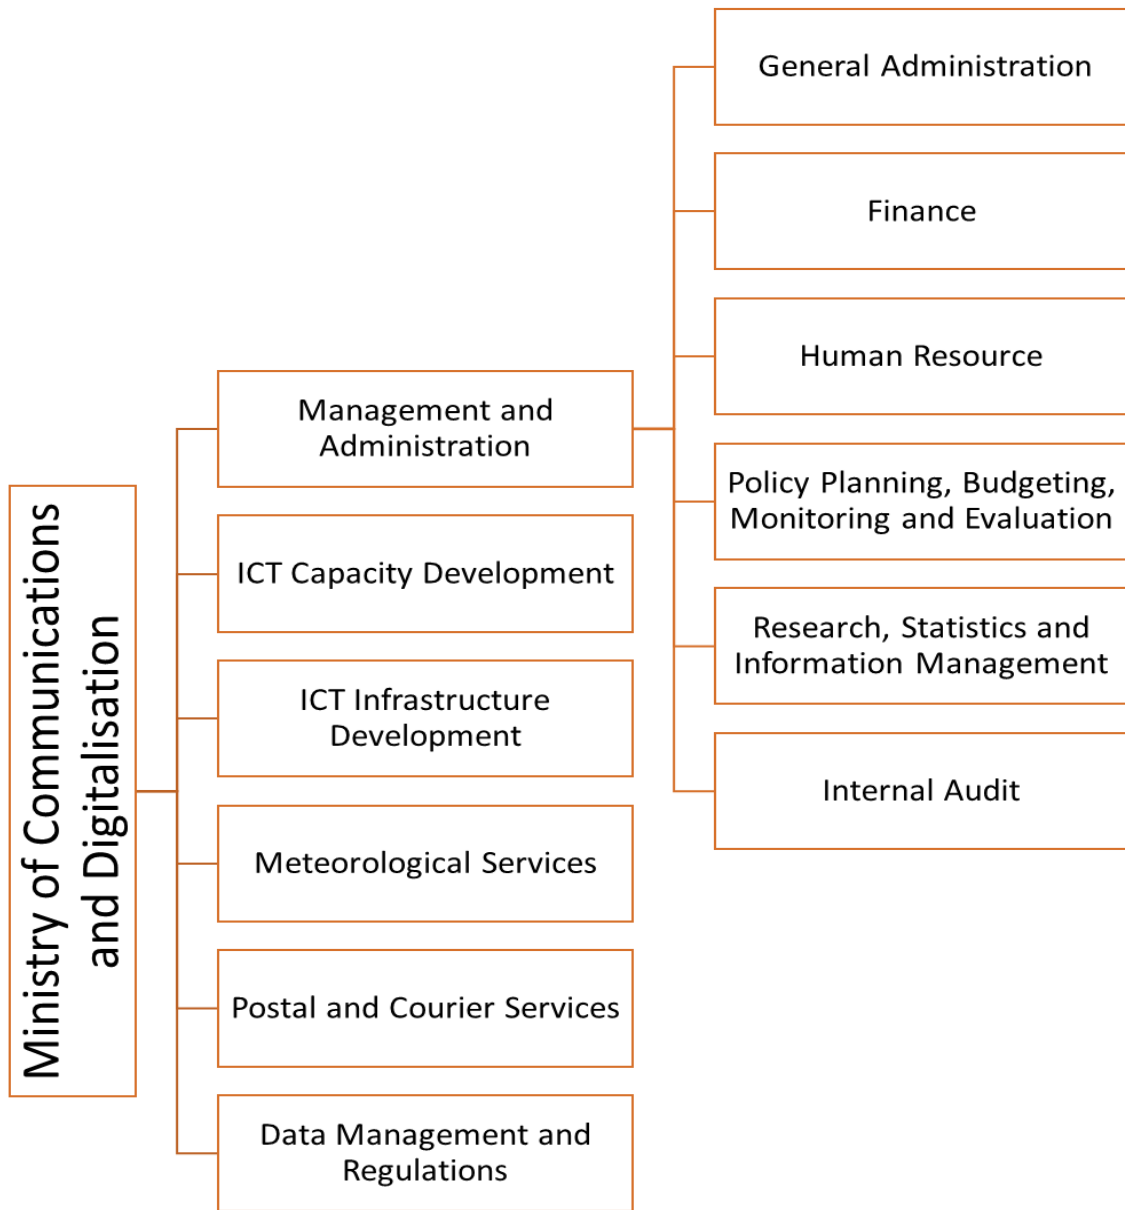 Ministry of Communications
and Digitalisation
Management and
Administration
ICT Capacity Development
ICT Infrastructure
Development
Meteorological Services
Postal and Courier Services
Data Management and
Regulations
General Administration
Finance
Human Resource
Policy Planning, Budgeting,
Monitoring and Evaluation
Research, Statistics and
Information Management
Internal Audit